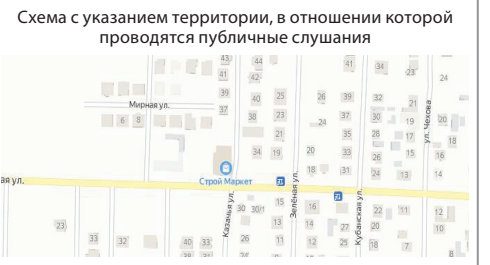 Схема с указанием территории, в отношении которой
проводятся публичные слушания
43 44 41 34 23 24
41 42
39 40 25 26 39 32 21
Мирная ул. 37
6 8 38 23 24 37 30 19 20
21 35 28 17 18 ул. Чехова
34 19 20 33 26 15 16
Строй Маркет 18 31 24 13 14
ая ул.
Казачья ул. 30 30/1 15 Зелёная ул. 16 Кубанская ул. 22 11 12
23 13 14 27 20 10
33 32 40 33 26 11 12 25 18 7
38 31